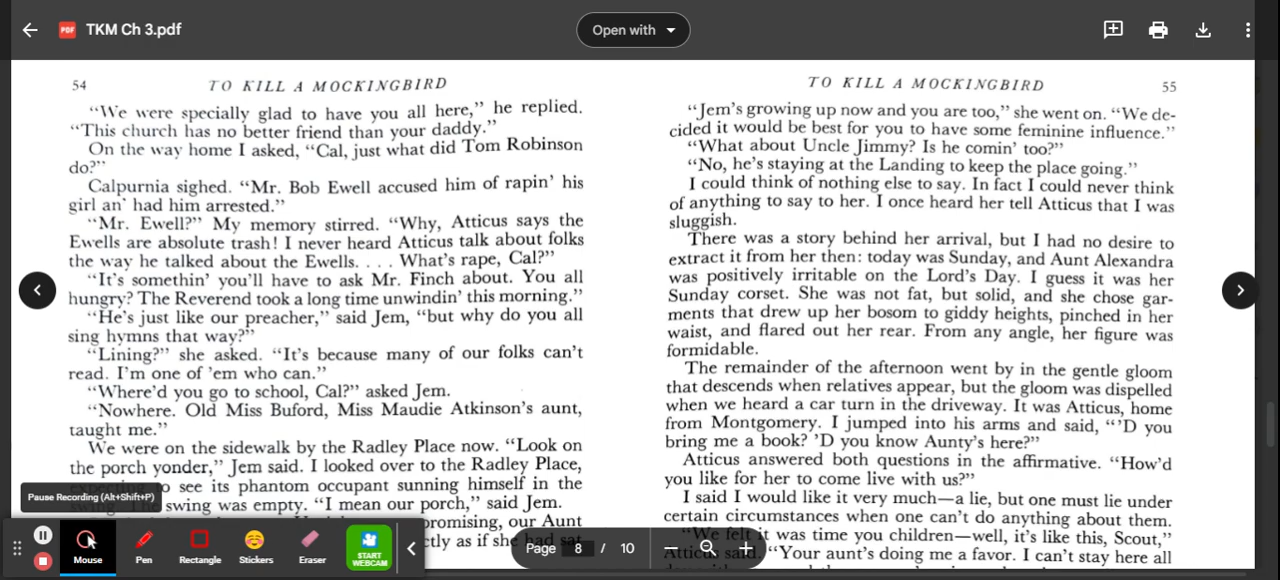 TKM Ch 3.pdf
Open with
54 TO KILL A MOCKINGBIRD
“We were specially glad to have you all here,” he replied.
“This church has no better friend than your daddy.”
On the way home I asked, “Cal, just what did Tom Robinson
do?”
Calpurnia sighed. “Mr. Bob Ewell accused him of rapin’ his
girl an’ had him arrested.”
“Mr. Ewell?” My memory stirred. “Why, Atticus says the
Ewells are absolute trash! I never heard Atticus talk about folks
the way he talked about the Ewells. . . . What’s rape, Cal?”
“It’s somethin’ you’ll have to ask Mr. Finch about. You all
hungry? The Reverend took a long time unwindin’ this morning.”
“He’s just like our preacher,” said Jem, “but why do you all
sing hymns that way?”
“Lining?” she asked. “It’s because many of our folks can’t
read. I’m one of ’em who can.”
“Where’d you go to school, Cal?” asked Jem.
“Nowhere. Old Miss Buford, Miss Maudie Atkinson’s aunt,
taught me.”
We were on the sidewalk by the Radley Place now. “Look on
the porch yonder,” Jem said. I looked over to the Radley Place,
to see its phantom occupant sunning himself in the
swing was empty. “I mean our porch,” said Jem.
promising, our Aunt
as if she had sat
TO KILL A MOCKINGBIRD 55
“Jem’s growing up now and you are too,” she went on. “We de-
cided it would be best for you to have some feminine influence.”
“What about Uncle Jimmy? Is he comin’ too?”
“No, he’s staying at the Landing to keep the place going.”
I could think of nothing else to say. In fact I could never think
of anything to say to her. I once heard her tell Atticus that I was
sluggish.
There was a story behind her arrival, but I had no desire to
extract it from her then: today was Sunday, and Aunt Alexandra
was positively irritable on the Lord’s Day. I guess it was her
Sunday corset. She was not fat, but solid, and she chose gar-
ments that drew up her bosom to giddy heights, pinched in her
waist, and flared out her rear. From any angle, her figure was
formidable.
The remainder of the afternoon went by in the gentle gloom
that descends when relatives appear, but the gloom was dispelled
when we heard a car turn in the driveway. It was Atticus, home
from Montgomery. I jumped into his arms and said, “’D you
bring me a book? ’D you know Aunty’s here?”
Atticus answered both questions in the affirmative. “How’d
you like for her to come live with us?”
I said I would like it very much—a lie, but one must lie under
certain circumstances when one can’t do anything about them.
“We felt it was time you children—well, it’s like this, Scout,”
Atticus said. “Your aunt’s doing me a favor. I can’t stay here all
Pause Recording (Alt+Shift+P)
Mouse Pen Rectangle Stickers Eraser START WEBCAM
Page 8 / 10